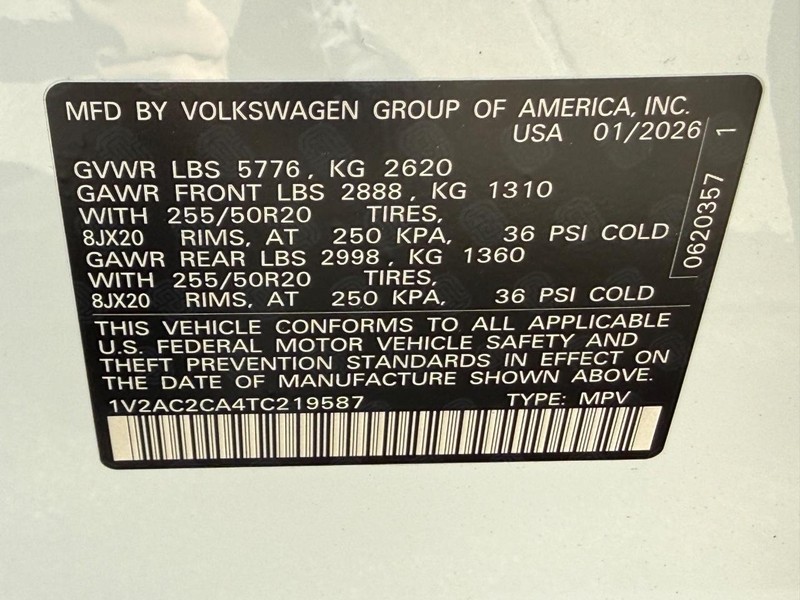 MFD BY VOLKSWAGEN GROUP OF AMERICA, INC.
USA 01/2026
GVWR LBS 5776, KG 2620
GAWR FRONT LBS 2888, KG 1310
WITH 255/50R20 TIRES,
8JX20 RIMS, AT 250 KPA, 36 PSI COLD
GAWR REAR LBS 2998, KG 1360
WITH 255/50R20 TIRES,
8JX20 RIMS, AT 250 KPA, 36 PSI COLD
0620357 1
THIS VEHICLE CONFORMS TO ALL APPLICABLE
U.S. FEDERAL MOTOR VEHICLE SAFETY AND
THEFT PREVENTION STANDARDS IN EFFECT ON
THE DATE OF MANUFACTURE SHOWN ABOVE.
1V2AC2CA4TC219587 TYPE: MPV